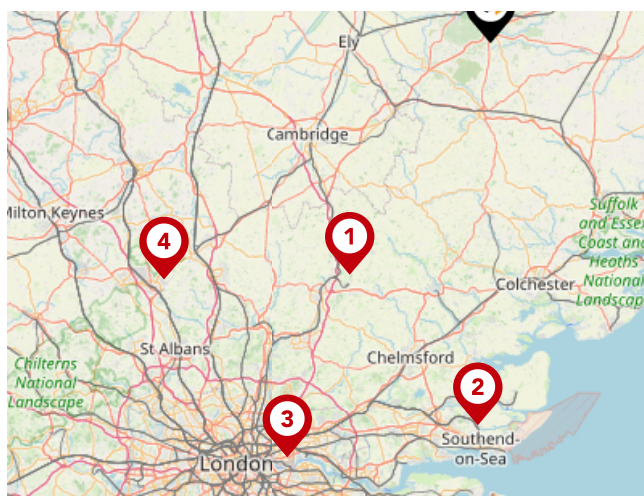 Ely
Cambridge
Milton Keynes
Suffolk
and Essex
Coast and
Heaths
National
Landscape
1
4
Colchester
St Albans
Chelmsford
Chilterns
National
Landscape
2
3
Southend-
on-Sea
London